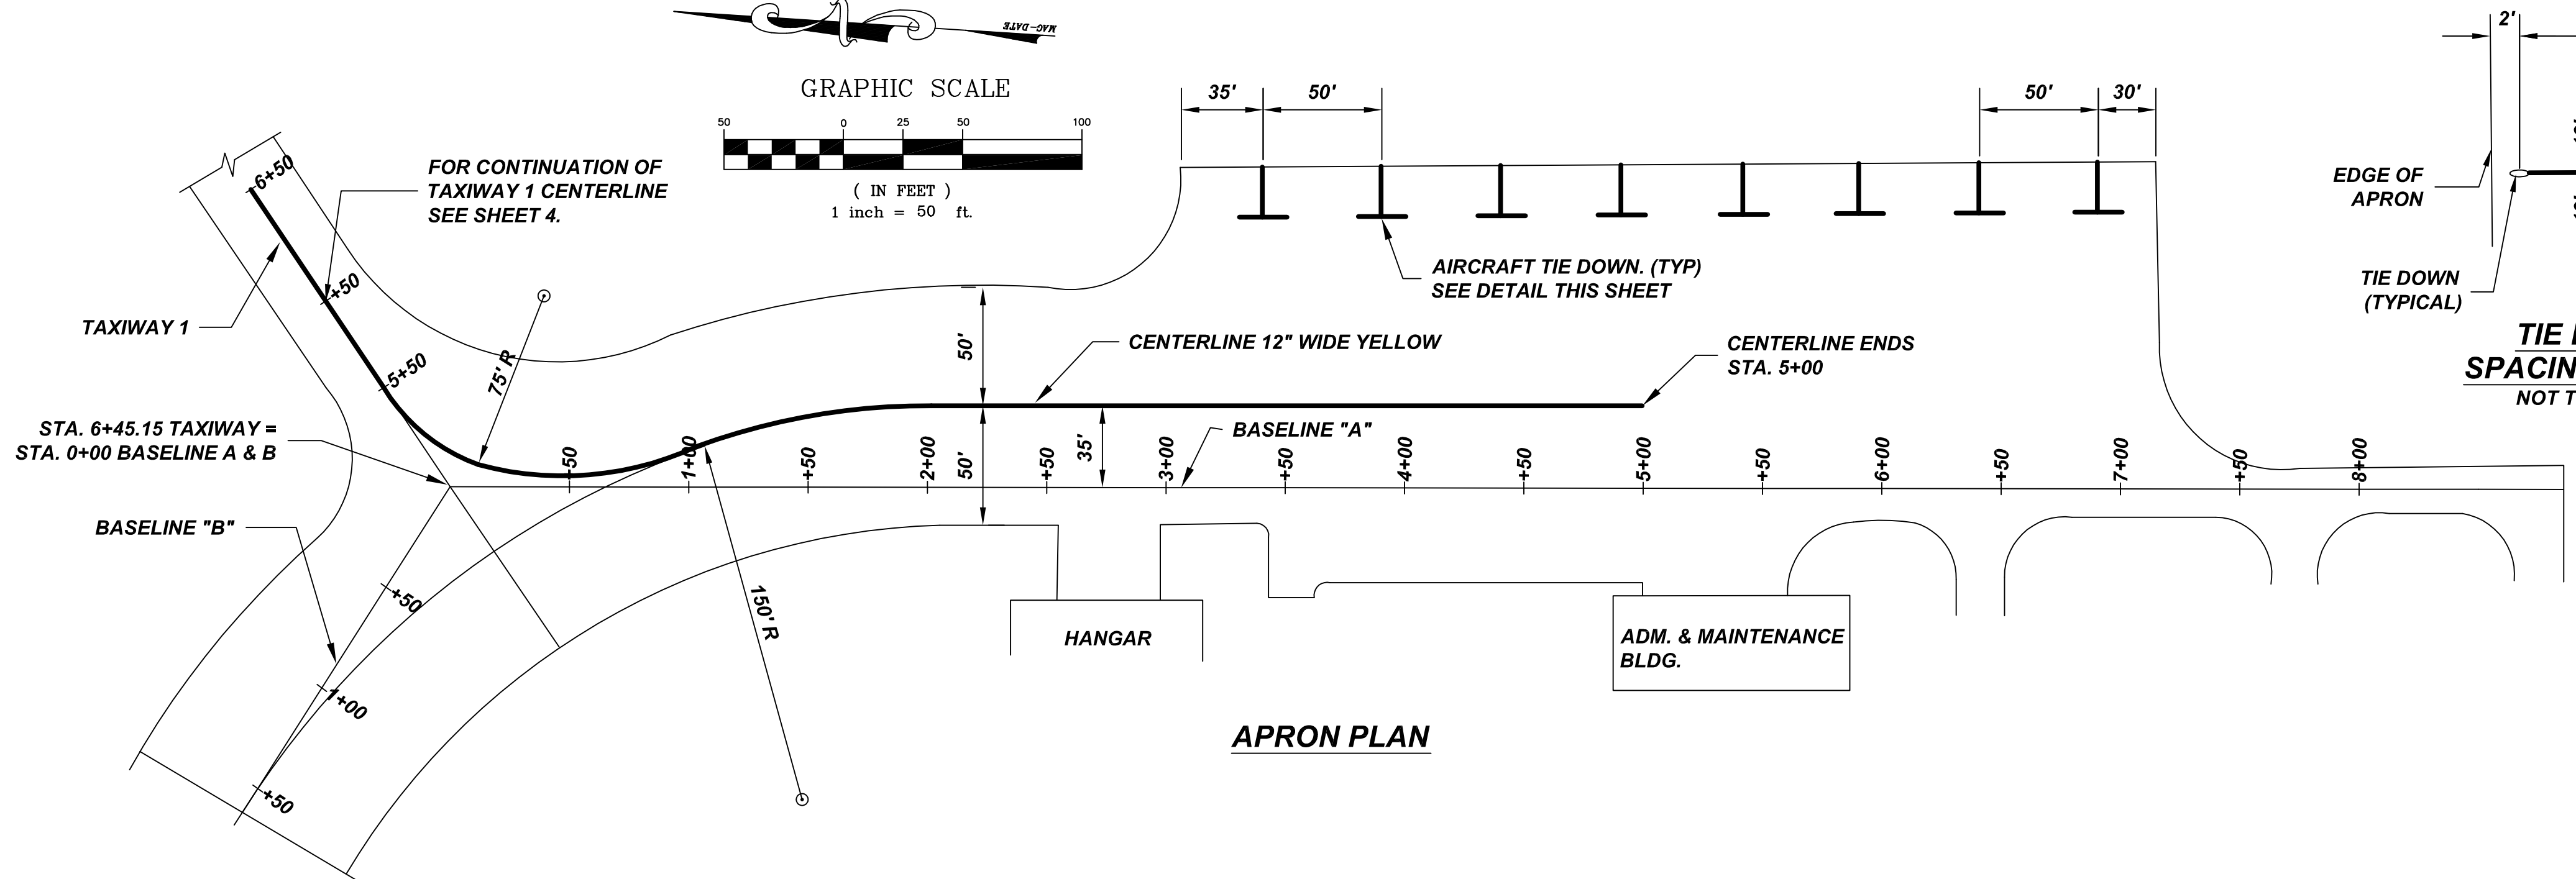 MAC-DATE
GRAPHIC SCALE
50 0 25 50 100
( IN FEET )
1 inch = 50 ft.
35' 50' 50' 30'
2'
6+50
FOR CONTINUATION OF
TAXIWAY 1 CENTERLINE
SEE SHEET 4.
+50
TAXIWAY 1
5+50
75' R
AIRCRAFT TIE DOWN. (TYP)
SEE DETAIL THIS SHEET
EDGE OF
APRON
TIE DOWN
(TYPICAL)
TIE
SPACIN
NOT T
50'
CENTERLINE 12" WIDE YELLOW
CENTERLINE ENDS
STA. 5+00
STA. 6+45.15 TAXIWAY =
STA. 0+00 BASELINE A & B
BASELINE "A"
35'
50'
+50 1+00 +50 2+00 +50 3+00 +50 4+00 +50 5+00 +50 6+00 +50 7+00 +50 8+00
BASELINE "B"
+50
1+00
+50
150' R
HANGAR
ADM. & MAINTENANCE
BLDG.
APRON PLAN